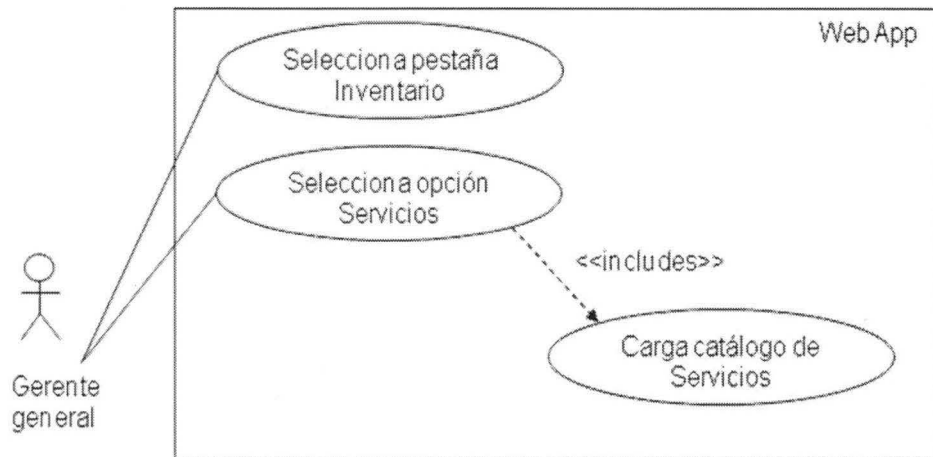 Web App
Selecciona pestaña
Inventario
Selecciona opción
Servicios
<<includes>>
Carga catálogo de
Servicios
Gerente
general